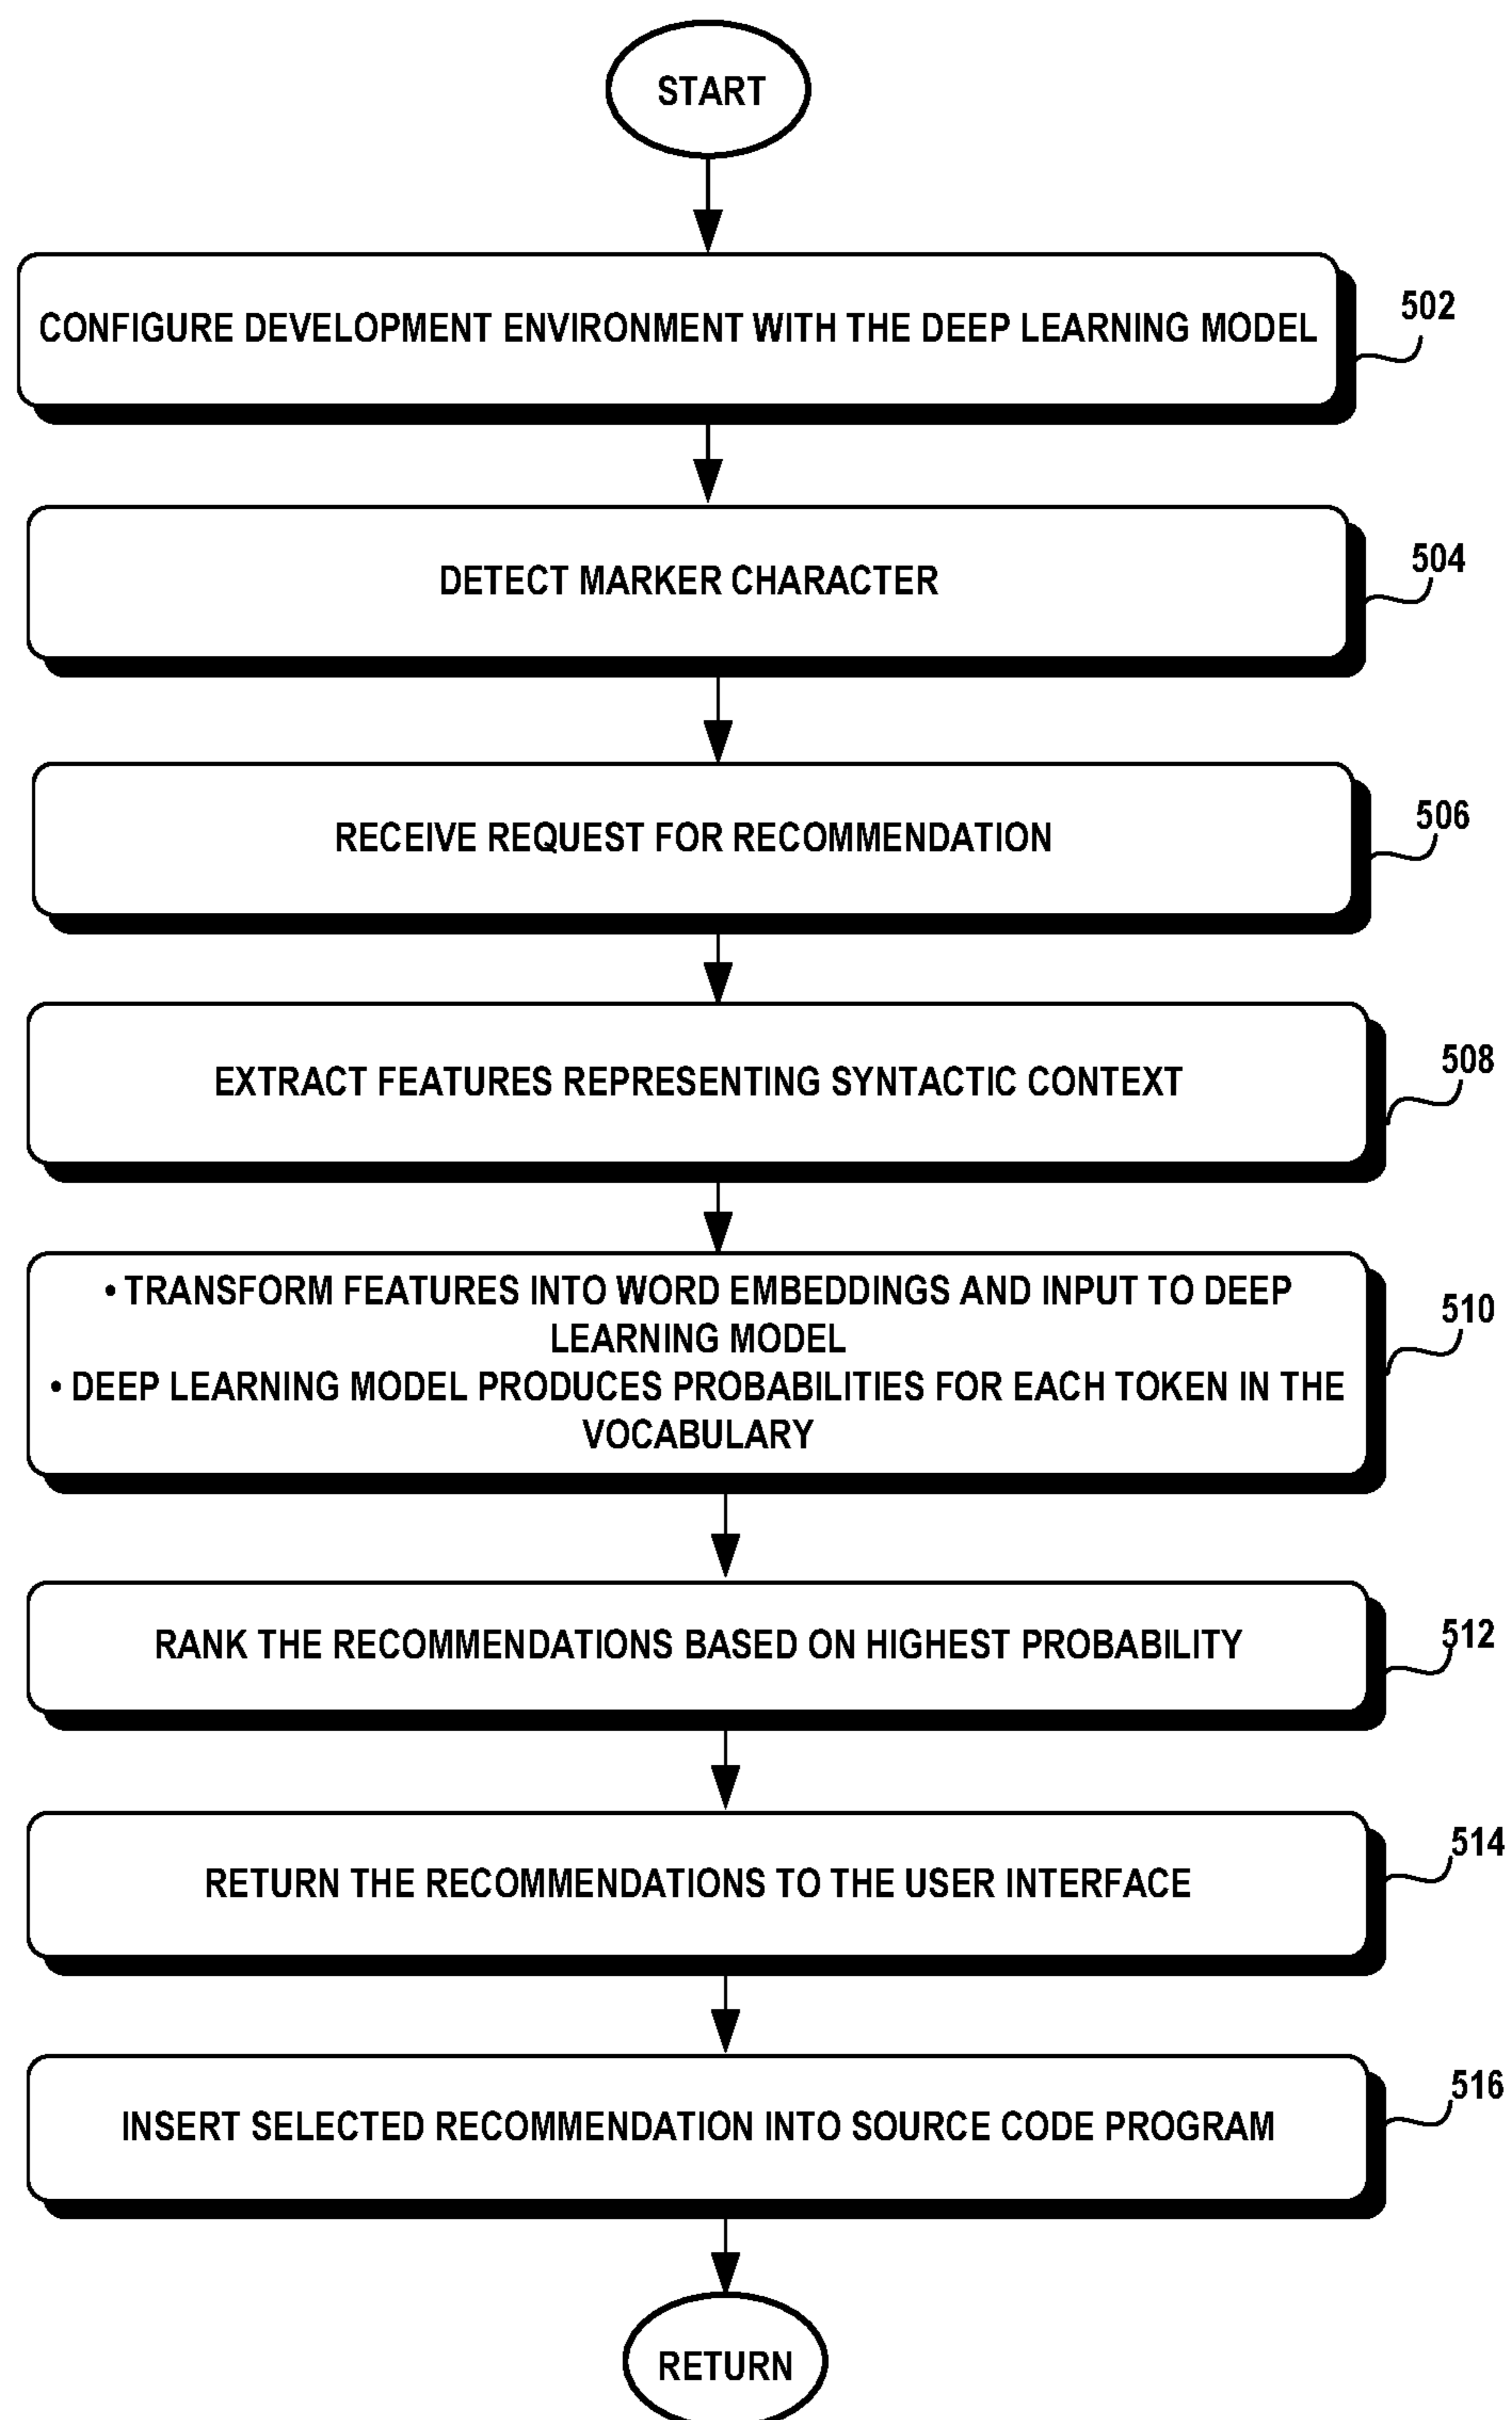 START
CONFIGURE DEVELOPMENT ENVIRONMENT WITH THE DEEP LEARNING MODEL
502
DETECT MARKER CHARACTER
504
RECEIVE REQUEST FOR RECOMMENDATION
506
EXTRACT FEATURES REPRESENTING SYNTACTIC CONTEXT
508
• TRANSFORM FEATURES INTO WORD EMBEDDINGS AND INPUT TO DEEP
LEARNING MODEL
• DEEP LEARNING MODEL PRODUCES PROBABILITIES FOR EACH TOKEN IN THE
VOCABULARY
510
RANK THE RECOMMENDATIONS BASED ON HIGHEST PROBABILITY
512
RETURN THE RECOMMENDATIONS TO THE USER INTERFACE
514
INSERT SELECTED RECOMMENDATION INTO SOURCE CODE PROGRAM
516
RETURN